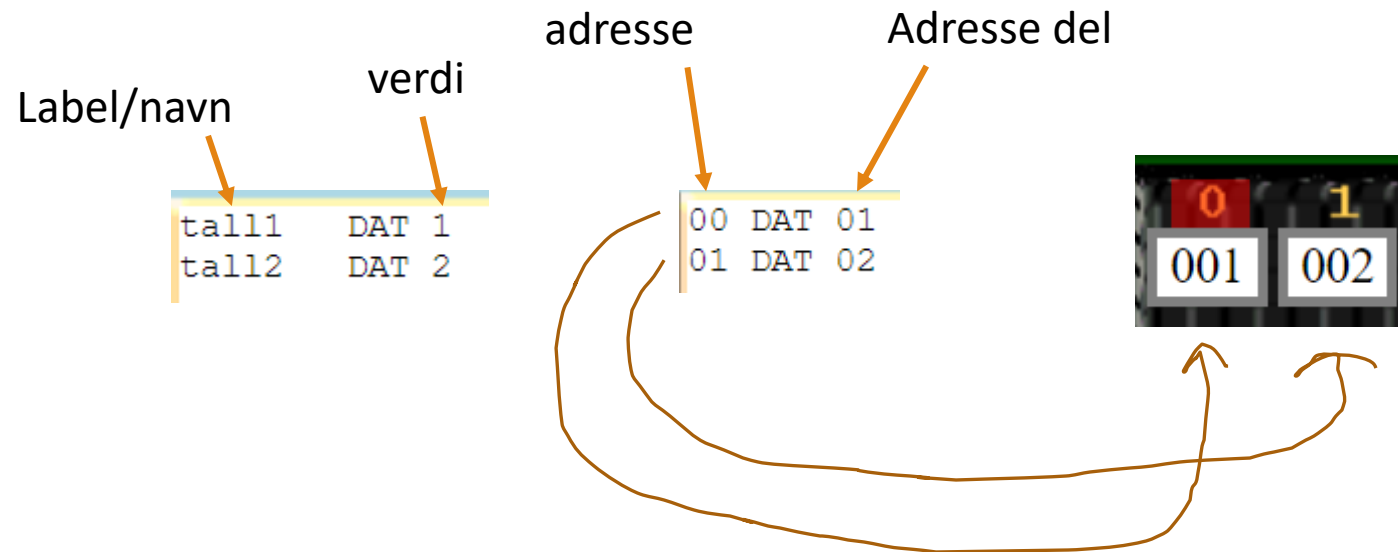 adresse
Adresse del
verdi
Label/navn
tall1 DAT 1
tall2 DAT 2
00 DAT 01
01 DAT 02
0 1
001 002